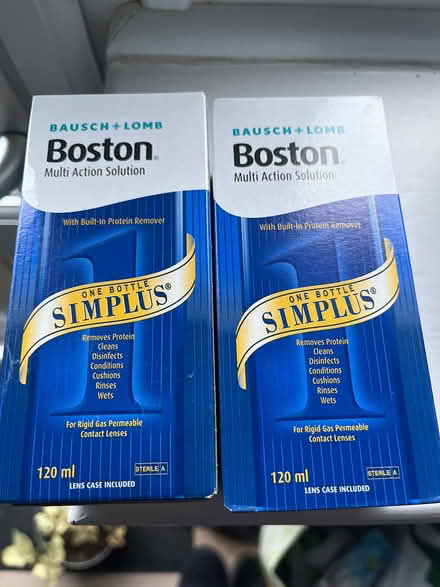 BAUSCH + LOMB
Boston®
Multi Action Solution
With Built-In Protein Remover
1
ONE BOTTLE
SIMPLUS®
Removes Protein
Cleans
Disinfects
Conditions
Cushions
Rinses
Wets
For Rigid Gas Permeable
Contact Lenses
120 ml
STERILE A
LENS CASE INCLUDED
BAUSCH + LOMB
Boston®
Multi Action Solution
With Built-In Protein Remover
1
ONE BOTTLE
SIMPLUS®
Removes Protein
Cleans
Disinfects
Conditions
Cushions
Rinses
Wets
For Rigid Gas Permeable
Contact Lenses
120 ml
STERILE A
LENS CASE INCLUDED